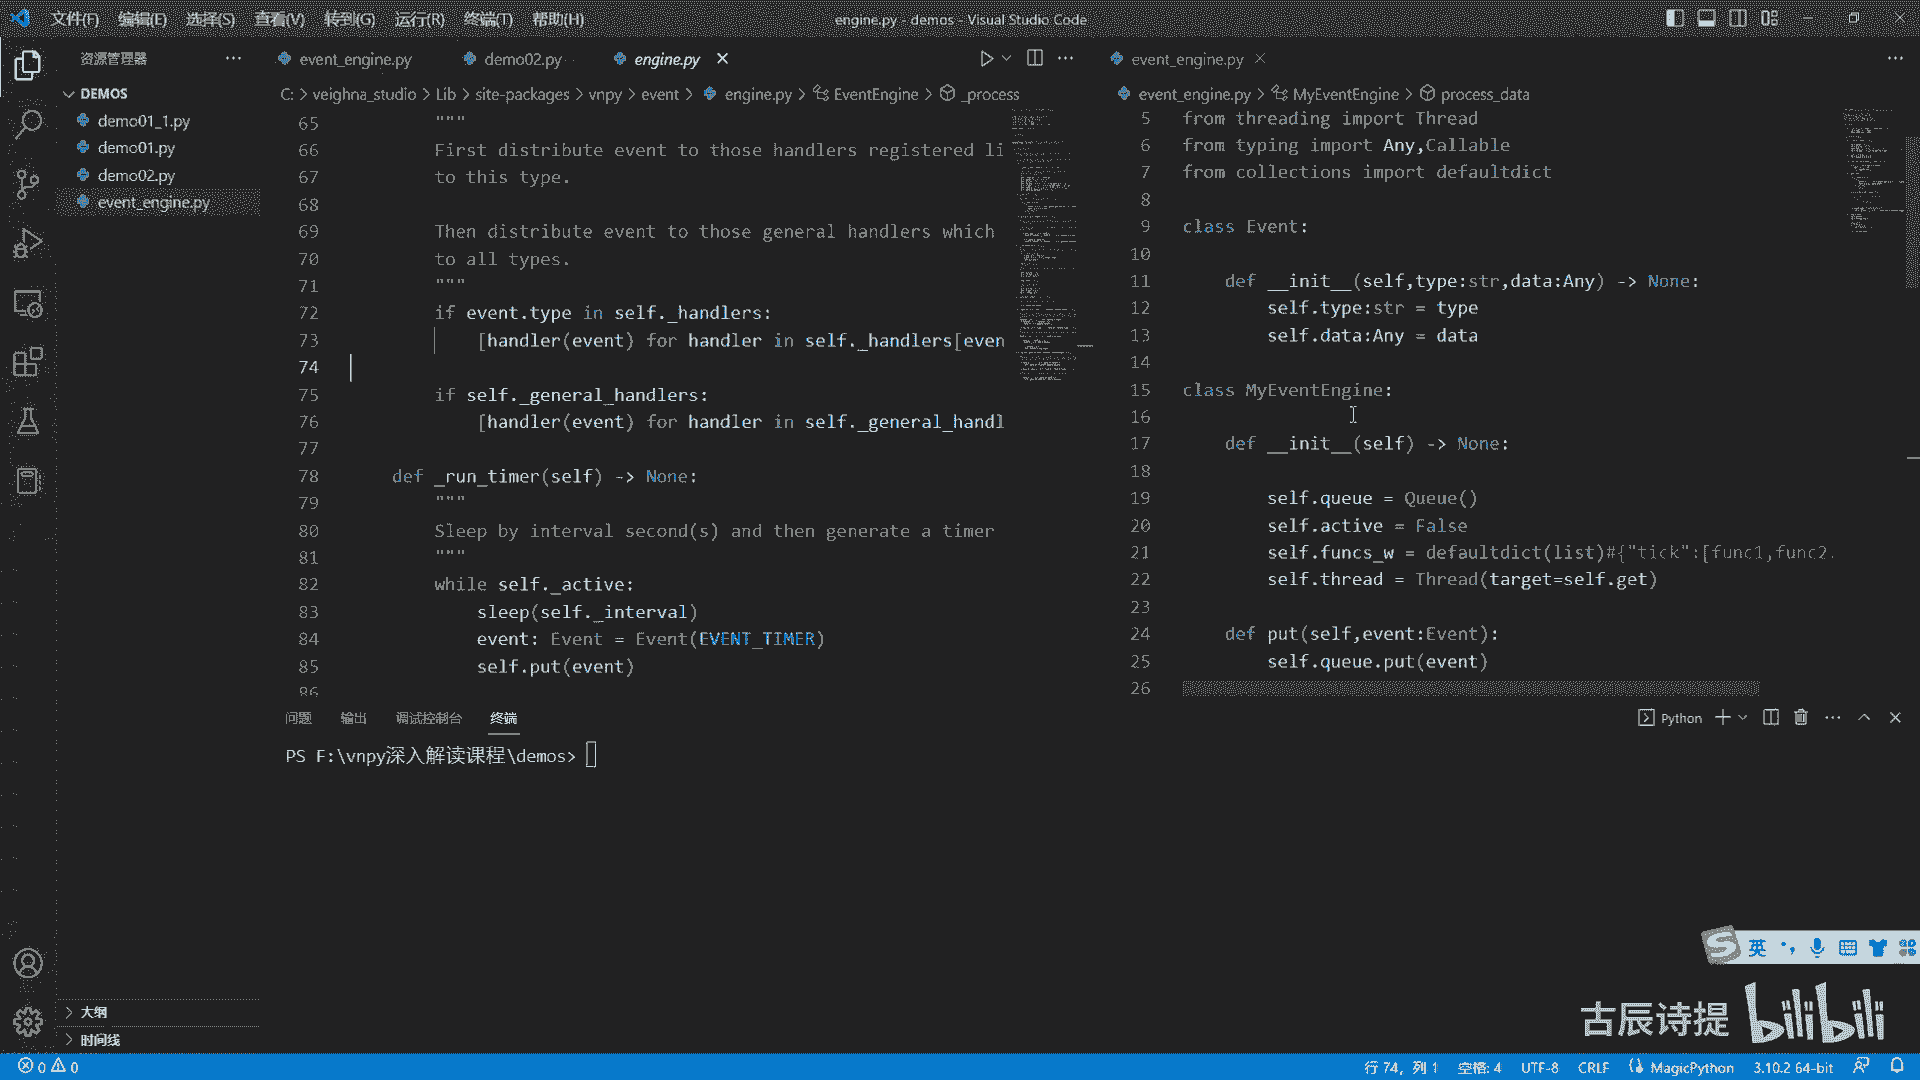 文件(F) 编辑(E) 选择(S) 查看(V) 转到(G) 运行(R) 终端(T) 帮助(H)
engine.py - demos - Visual Studio Code
资源管理器
DEMOS
demo01_1.py
demo01.py
demo02.py
event_engine.py
大纲
时间线
event_engine.py demo02.py engine.py
C: > veighna_studio > Lib > site-packages > vnpy > event > engine.py > EventEngine > _process
65 """
66 First distribute event to those handlers registered li
67 to this type.
68
69 Then distribute event to those general handlers which
70 to all types.
71 """
72 if event.type in self._handlers:
73 [handler(event) for handler in self._handlers[even
74
75 if self._general_handlers:
76 [handler(event) for handler in self._general_handl
77
78 def _run_timer(self) -> None:
79 """
80 Sleep by interval second(s) and then generate a timer
81 """
82 while self._active:
83 sleep(self._interval)
84 event: Event = Event(EVENT_TIMER)
85 self.put(event)
86
event_engine.py
event_engine.py > MyEventEngine > process_data
5 from threading import Thread
6 from typing import Any,Callable
7 from collections import defaultdict
8
9 class Event:
10
11 def __init__(self,type:str,data:Any) -> None:
12 self.type:str = type
13 self.data:Any = data
14
15 class MyEventEngine:
16
17 def __init__(self) -> None:
18
19 self.queue = Queue()
20 self.active = False
21 self.funcs_w = defaultdict(list)#{"tick":[func1,func2.
22 self.thread = Thread(target=self.get)
23
24 def put(self,event:Event):
25 self.queue.put(event)
26
问题 输出 调试控制台 终端
Python
PS F:\vnpy深入解读课程\demos>
英
古辰诗提 bilibili
0 0
行 74，列 1 空格: 4 UTF-8 CRLF MagicPython 3.10.2 64-bit